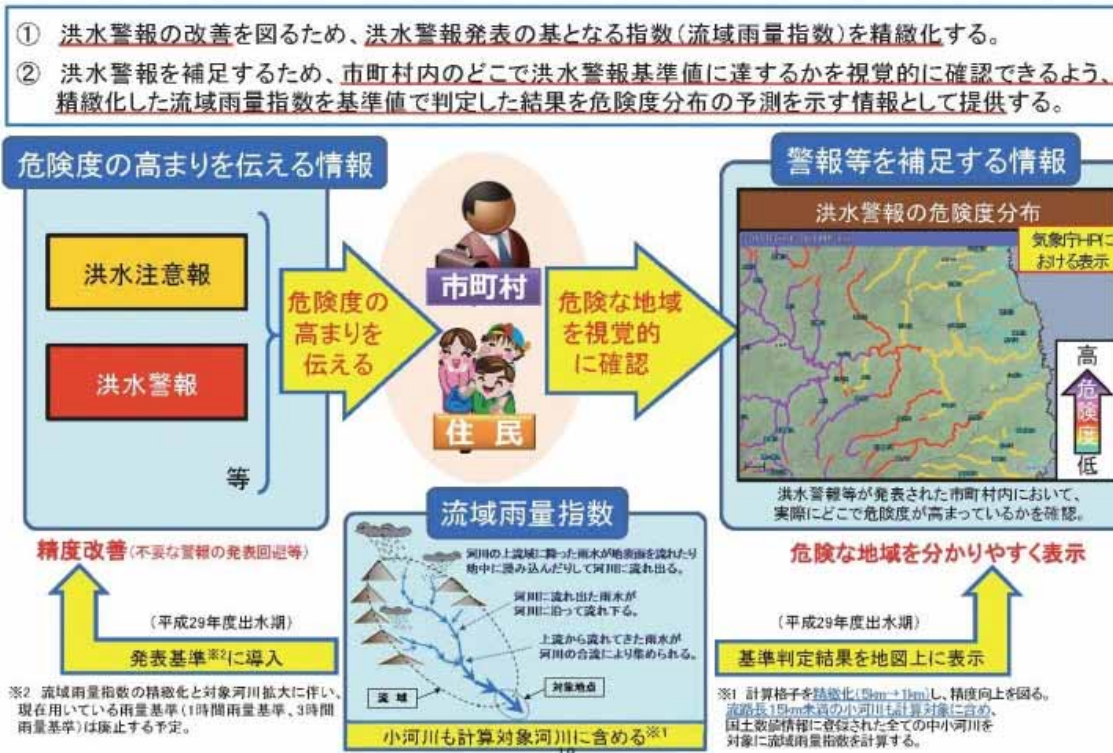 ① 洪水警報の改善を図るため、洪水警報発表の基となる指数(流域雨量指数)を精緻化する。
② 洪水警報を補足するため、市町村内のどこで洪水警報基準値に達するかを視覚的に確認できるよう、
精緻化した流域雨量指数を基準値で判定した結果を危険度分布の予測を示す情報として提供する。
危険度の高まりを伝える情報
洪水注意報
洪水警報
等
危険度の
高まりを
伝える
市町村
住 民
危険な地域
を視覚的
に確認
警報等を補足する情報
洪水警報の危険度分布
気象庁HPに
おける表示
高
危険度
低
洪水警報等が発表された市町村内において、
実際にどこで危険度が高まっているかを確認。
精度改善(不要な警報の発表回避等)
危険な地域を分かりやすく表示
流域雨量指数
河川の上流域に降った雨水が地表面を流れたり
地中に浸み込んだりして河川に流れ出る。
河川に流れ出た雨水が
河川に沿って流れ下る。
上流から流れてきた雨水が
河川の合流により集められる。
流 域
対象地点
小河川も計算対象河川に含める※1
(平成29年度出水期)
発表基準※2に導入
※2 流域雨量指数の精緻化と対象河川拡大に伴い、
現在用いている雨量基準(1時間雨量基準、3時間
雨量基準)は廃止する予定。
(平成29年度出水期)
基準判定結果を地図上に表示
※1 計算格子を精緻化(5km→1km)し、精度向上を図る。
流路長15km未満の小河川も計算対象に含め、
国土数値情報に登録された全ての中小河川を
対象に流域雨量指数を計算する。